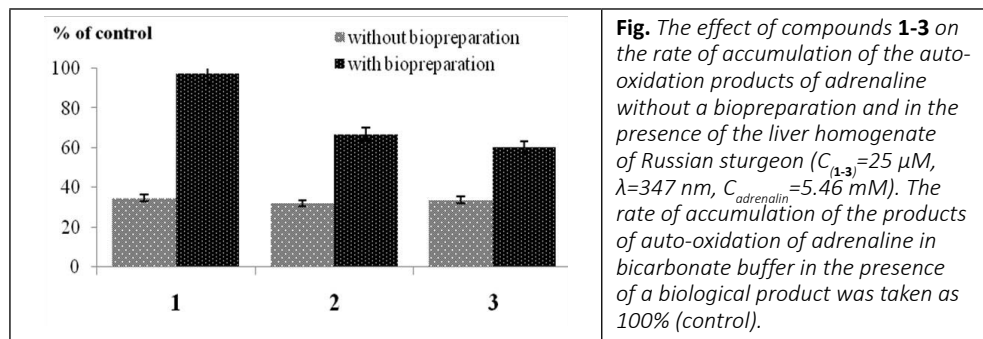 % of control
without biopreparation
with biopreparation
100
80
60
40
20
0
1
2
3
Fig. The effect of compounds 1-3 on
the rate of accumulation of the auto-
oxidation products of adrenaline
without a biopreparation and in the
presence of the liver homogenate
of Russian sturgeon (C(1-3)=25 μM,
λ=347 nm, Cadrenalin=5.46 mM). The
rate of accumulation of the products
of auto-oxidation of adrenaline in
bicarbonate buffer in the presence
of a biological product was taken as
100% (control).